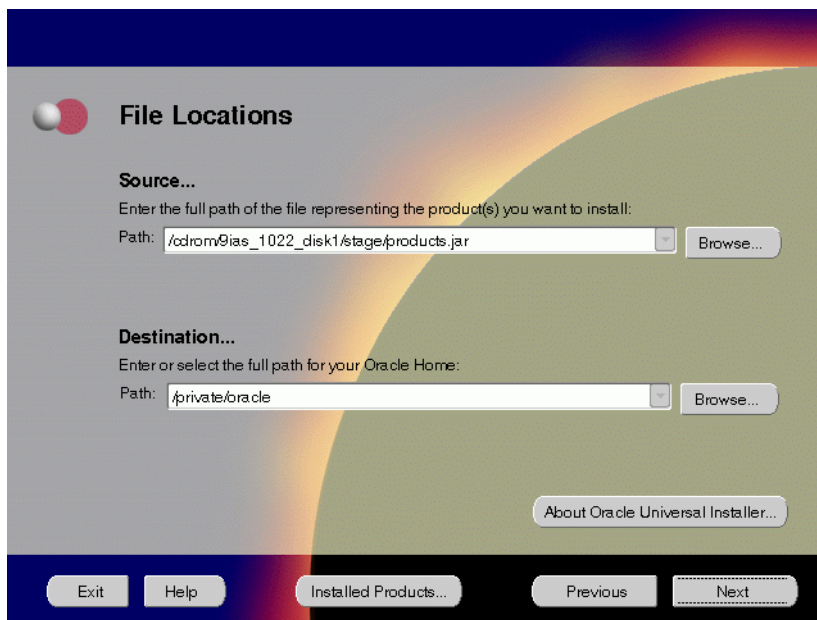 File Locations
Source...
Enter the full path of the file representing the product(s) you want to install:
Path: /cdrom/9ias_1022_disk1/stage/products.jar Browse...
Destination...
Enter or select the full path for your Oracle Home:
Path: /private/oracle Browse...
About Oracle Universal Installer...
Exit Help Installed Products... Previous Next